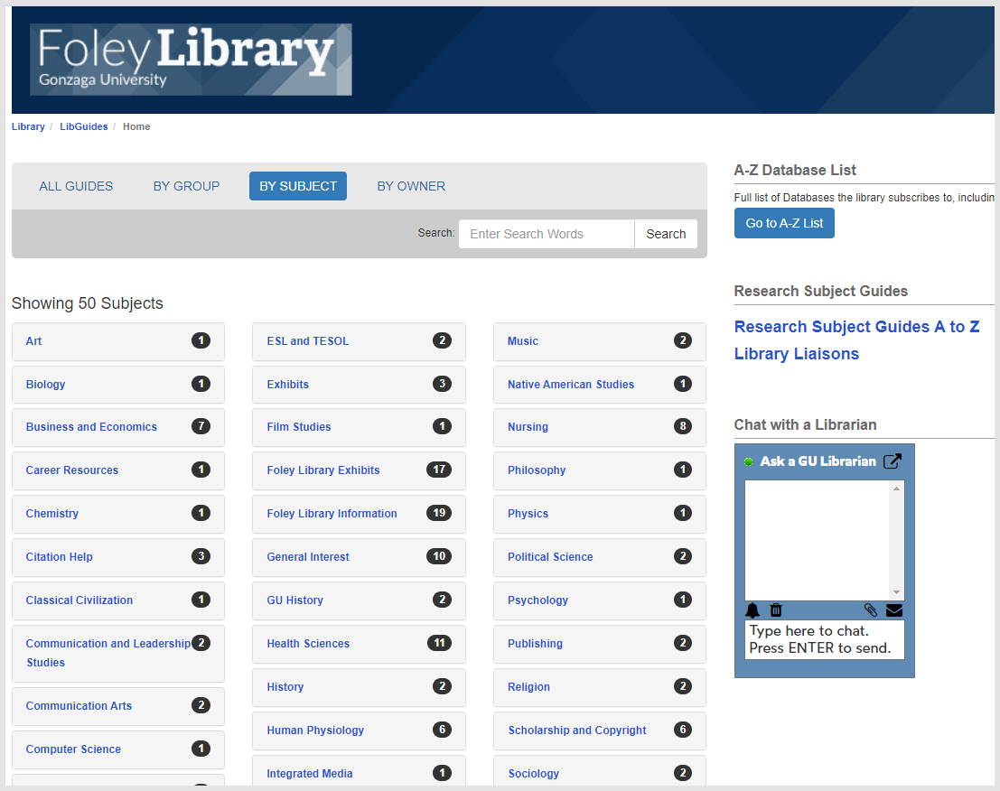 Foley Library
Gonzaga University
Library / LibGuides / Home
ALL GUIDES BY GROUP BY SUBJECT BY OWNER
Search: Enter Search Words Search
Showing 50 Subjects
Art 1
Biology 1
Business and Economics 7
Career Resources 1
Chemistry 1
Citation Help 3
Classical Civilization 1
Communication and Leadership 2
Studies
Communication Arts 2
Computer Science 1
ESL and TESOL 2
Exhibits 3
Film Studies 1
Foley Library Exhibits 17
Foley Library Information 19
General Interest 10
GU History 2
Health Sciences 11
History 2
Human Physiology 6
Integrated Media 1
Music 2
Native American Studies 1
Nursing 8
Philosophy 1
Physics 1
Political Science 2
Psychology 1
Publishing 2
Religion 2
Scholarship and Copyright 6
Sociology 2
A-Z Database List
Full list of Databases the library subscribes to, includin
Go to A-Z List
Research Subject Guides
Research Subject Guides A to Z
Library Liaisons
Chat with a Librarian
Ask a GU Librarian
Type here to chat.
Press ENTER to send.